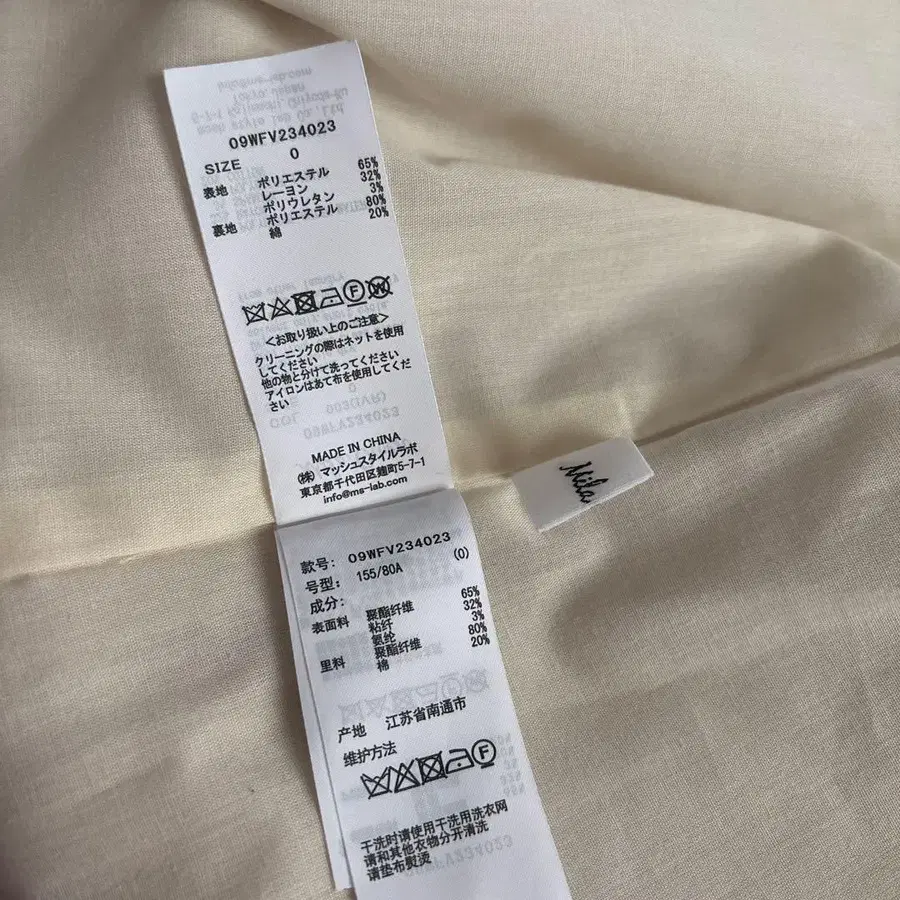 09WFV234023
SIZE 0
表地 ポリエステル 65%
レーヨン 32%
ポリウレタン 3%
裏地 ポリエステル 80%
綿 20%
<お取り扱い上のご注意>
クリーニングの際はネットを使用
してください
他の物と分けて洗ってください
アイロンはあて布を使用してくだ
さい
MADE IN CHINA
(株) マッシュスタイルラボ
東京都千代田区麹町5-7-1
info@ms-lab.com
Mila
款号: 09WFV234023
号型: 155/80A (0)
成分:
表面料 聚酯纤维 65%
粘纤 32%
氨纶 3%
里料 聚酯纤维 80%
棉 20%
产地 江苏省南通市
维护方法
干洗时请使用干洗用洗衣网
请和其他衣物分开清洗
请垫布熨烫